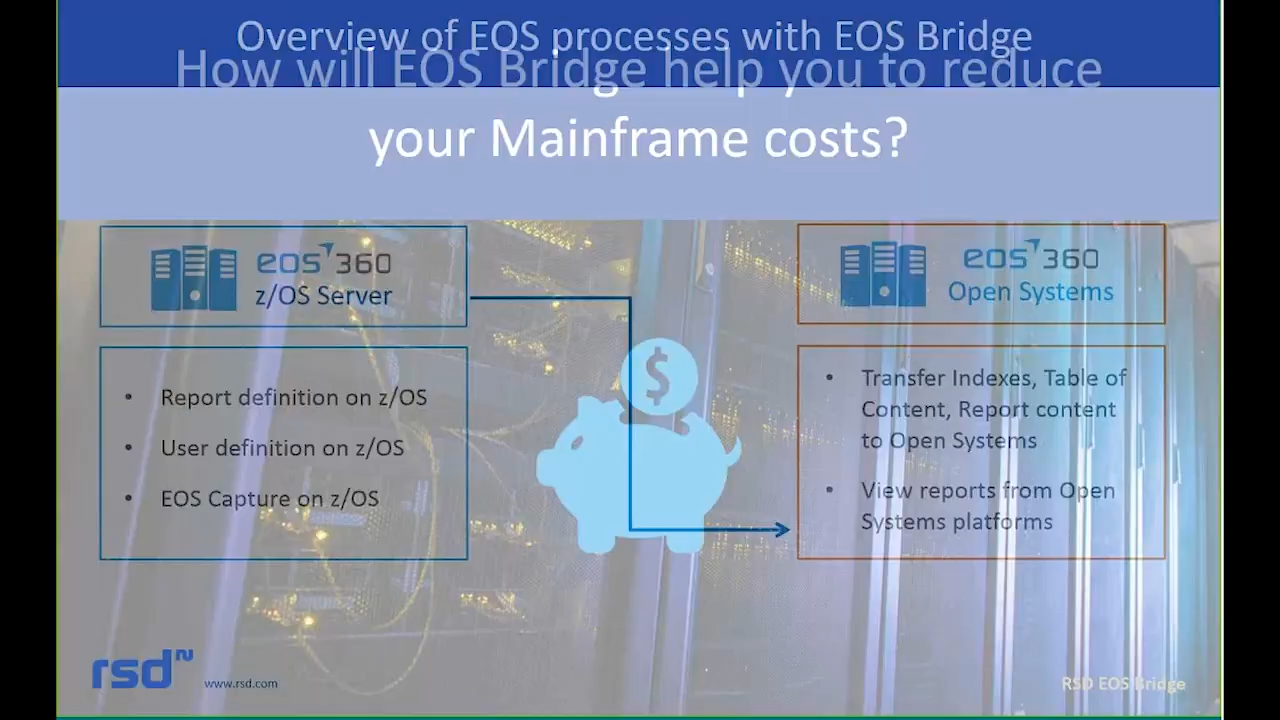 Overview of EOS processes with EOS Bridge
How will EOS Bridge help you to reduce
your Mainframe costs?
eos 360
z/OS Server
• Report definition on z/OS
• User definition on z/OS
• EOS Capture on z/OS
$
eos 360
Open Systems
• Transfer Indexes, Table of
Content, Report content
to Open Systems
• View reports from Open
Systems platforms
rsd
www.rsd.com
RSD EOS Bridge